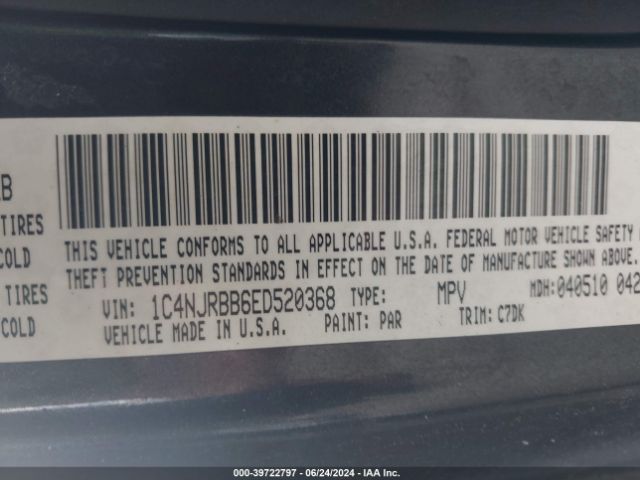 B
TIRES
COLD
TIRES
COLD
THIS VEHICLE CONFORMS TO ALL APPLICABLE U.S.A. FEDERAL MOTOR VEHICLE SAFETY
THEFT PREVENTION STANDARDS IN EFFECT ON THE DATE OF MANUFACTURE SHOWN ABOVE.
VIN: 1C4NJRBB6ED520368 TYPE: MPV MDH: 040510 042
VEHICLE MADE IN U.S.A. PAINT: PAR TRIM: C7DK
000-39722797 - 06/24/2024 - IAA Inc.